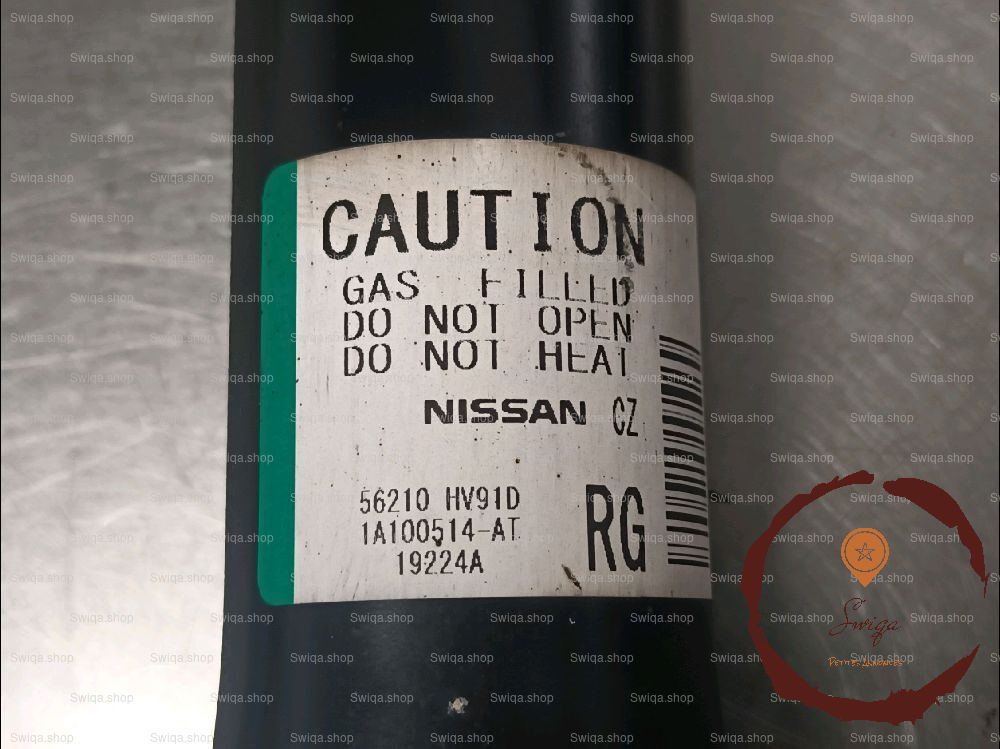 CAUTION
GAS FILLED
DO NOT OPEN
DO NOT HEAT
NISSAN CZ
56210 HV91D
1A100514-AT
19224A
RG
Swiqa.shop
Swiqa